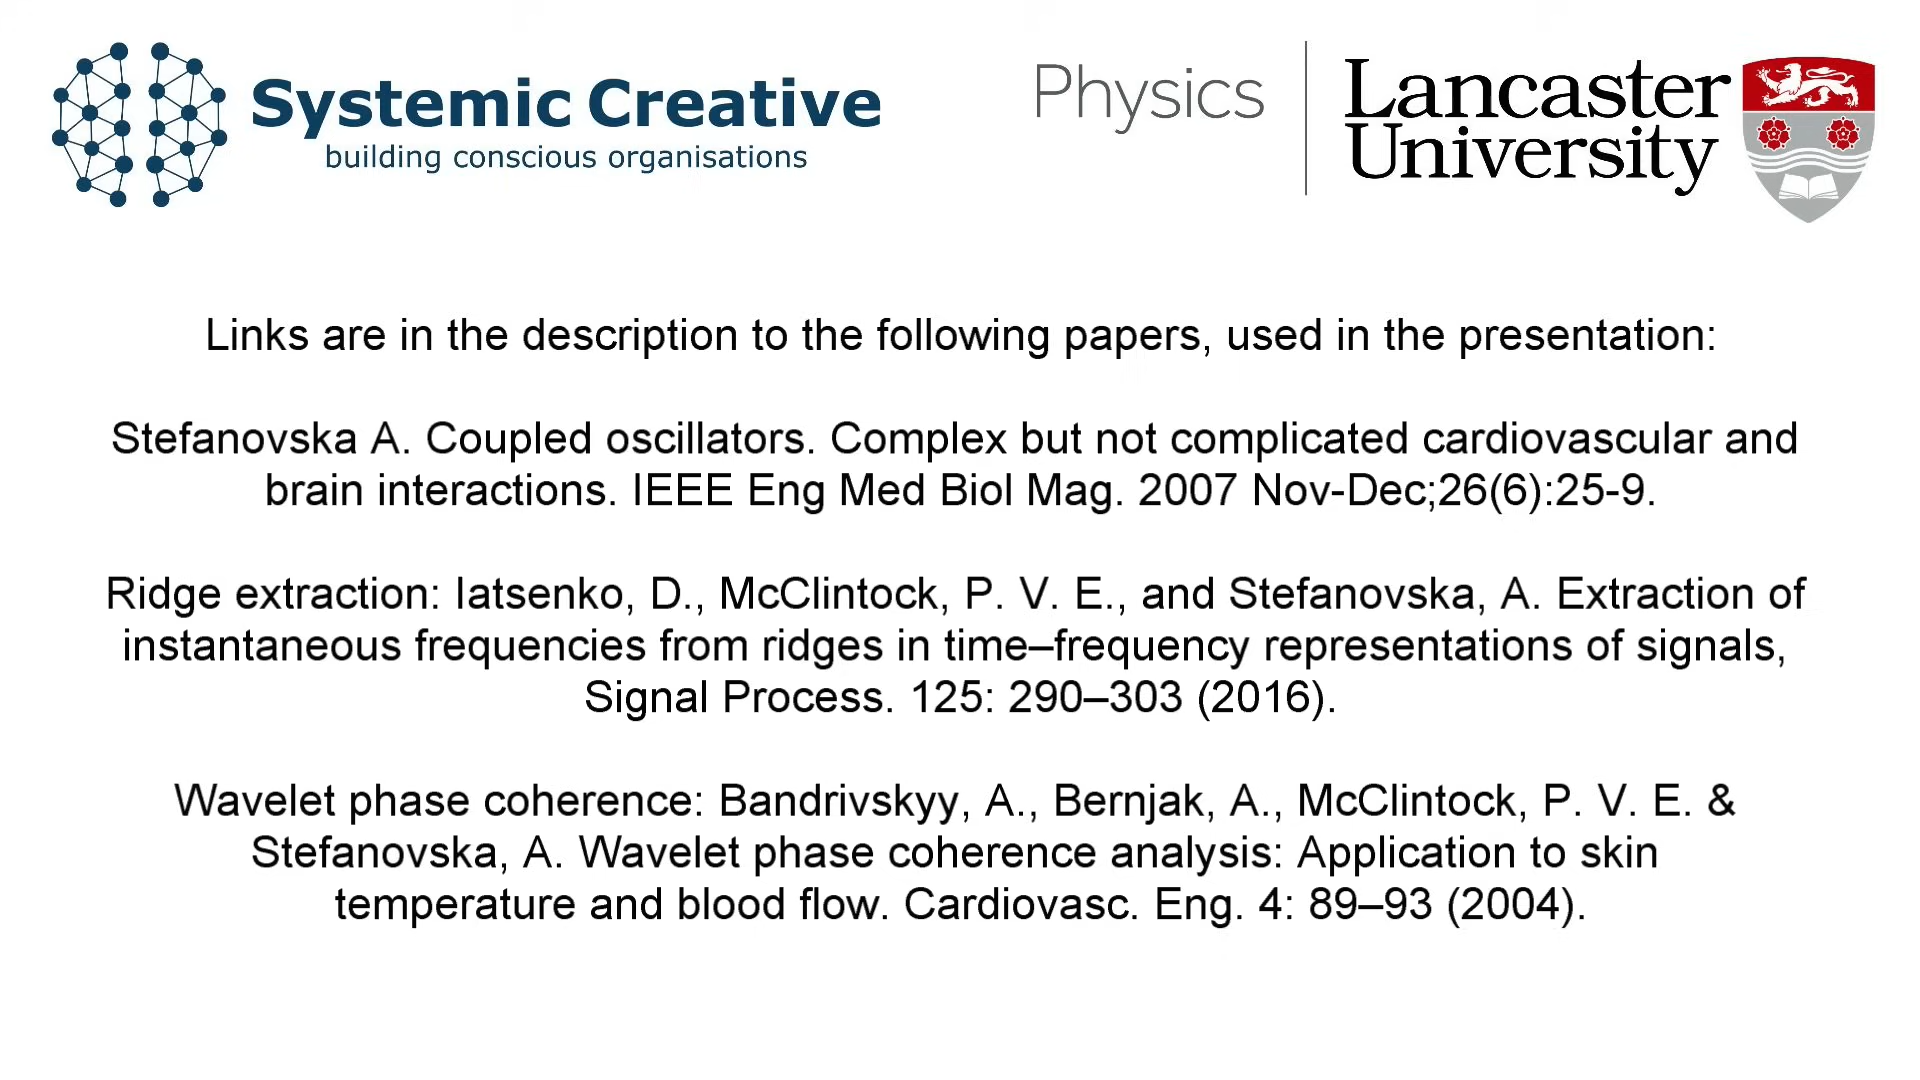 Systemic Creative
building conscious organisations
Physics
Lancaster
University
Links are in the description to the following papers, used in the presentation:
Stefanovska A. Coupled oscillators. Complex but not complicated cardiovascular and
brain interactions. IEEE Eng Med Biol Mag. 2007 Nov-Dec;26(6):25-9.
Ridge extraction: Iatsenko, D., McClintock, P. V. E., and Stefanovska, A. Extraction of
instantaneous frequencies from ridges in time–frequency representations of signals,
Signal Process. 125: 290–303 (2016).
Wavelet phase coherence: Bandrivskyy, A., Bernjak, A., McClintock, P. V. E. &
Stefanovska, A. Wavelet phase coherence analysis: Application to skin
temperature and blood flow. Cardiovasc. Eng. 4: 89–93 (2004).